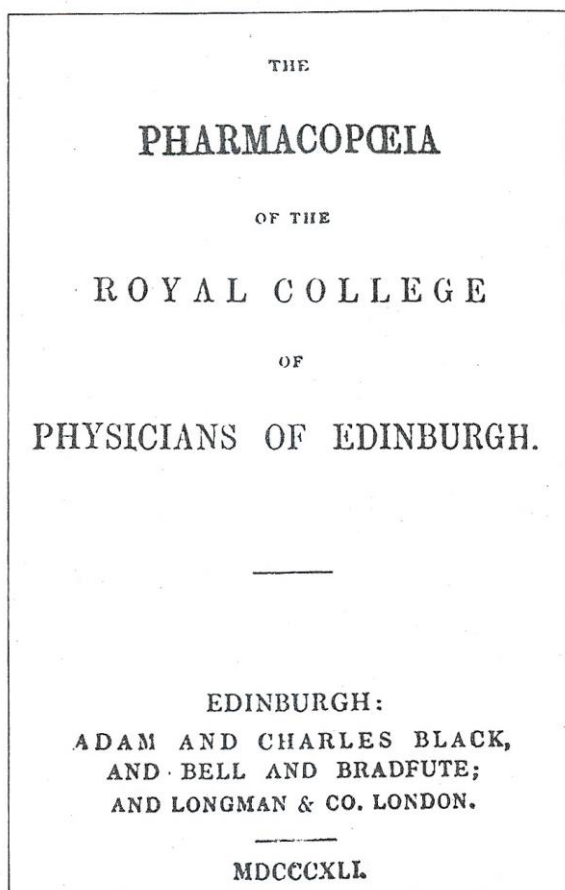 THE
PHARMACOPŒIA
OF THE
ROYAL COLLEGE
OF
PHYSICIANS OF EDINBURGH.
EDINBURGH:
ADAM AND CHARLES BLACK,
AND BELL AND BRADFUTE;
AND LONGMAN & CO. LONDON.
MDCCCXLI.